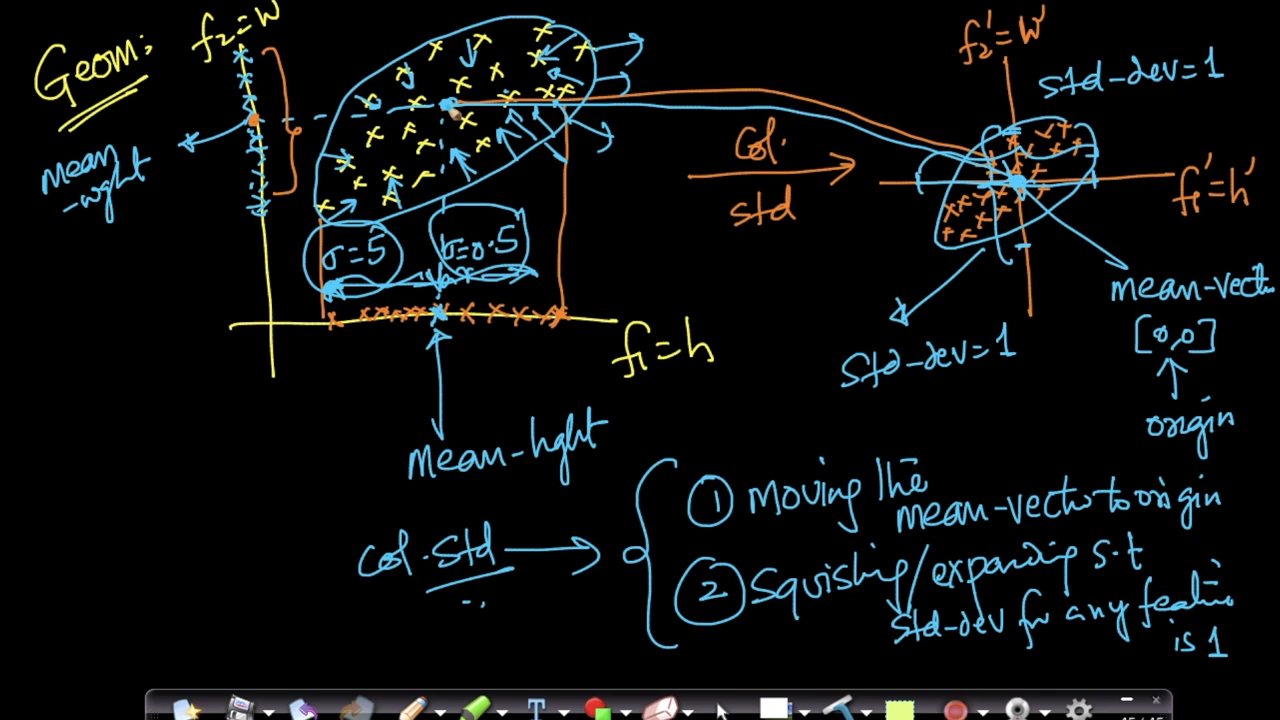 Geom:
f₂=w
mean
-wght
σ=5
σ=0.5
f₁=h
mean-hght
Col.
std
f₂'=w'
std-dev=1
f₁'=h'
std-dev=1
mean-vect
[0,0]
origin
col.std
1 moving the
mean-vector to origin
2 squishing/expanding s.t
std-dev for any feature
is 1
T